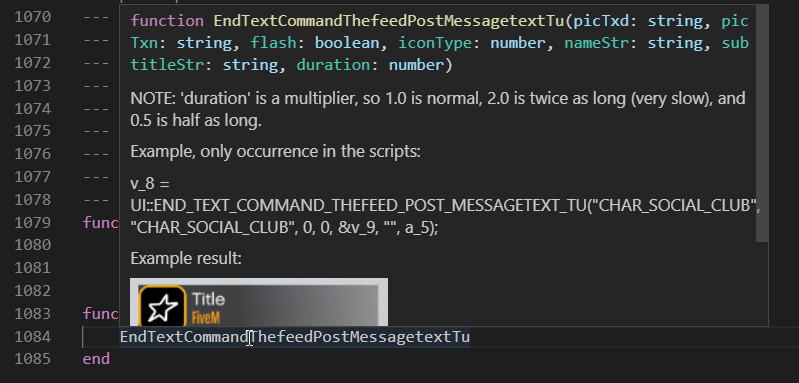 1070 ---
function EndTextCommandThefeedPostMessagetextTu(picTxd: string, pic
1071 ---
Txn: string, flash: boolean, iconType: number, nameStr: string, sub
1072 ---
titleStr: string, duration: number)
1073 ---
NOTE: 'duration' is a multiplier, so 1.0 is normal, 2.0 is twice as long (very slow), and
1074 ---
0.5 is half as long.
1075 ---
1076 ---
Example, only occurrence in the scripts:
1077 ---
v_8 =
1078 ---
UI::END_TEXT_COMMAND_THEFEED_POST_MESSAGETEXT_TU("CHAR_SOCIAL_CLUB",
1079 func
"CHAR_SOCIAL_CLUB", 0, 0, &v_9, "", a_5);
1080
1081
Example result:
1082
Title
1083 func
FiveM
1084 EndTextCommandThefeedPostMessagetextTu
1085 end